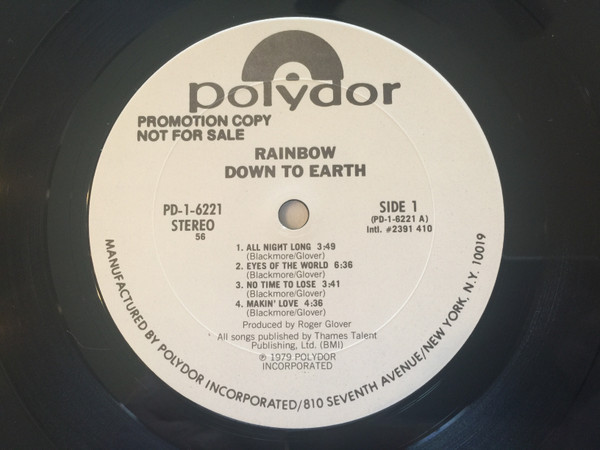 polydor
PROMOTION COPY
NOT FOR SALE
RAINBOW
DOWN TO EARTH
PD-1-6221
STEREO
56
SIDE 1
(PD-1-6221 A)
Intl. #2391 410
1. ALL NIGHT LONG 3:49
(Blackmore/Glover)
2. EYES OF THE WORLD 6:36
(Blackmore/Glover)
3. NO TIME TO LOSE 3:41
(Blackmore/Glover)
4. MAKIN' LOVE 4:36
(Blackmore/Glover)
Produced by Roger Glover
All songs published by Thames Talent
Publishing, Ltd. (BMI)
℗ 1979 POLYDOR
INCORPORATED
MANUFACTURED BY POLYDOR INCORPORATED/810 SEVENTH AVENUE/NEW YORK, N.Y. 10019